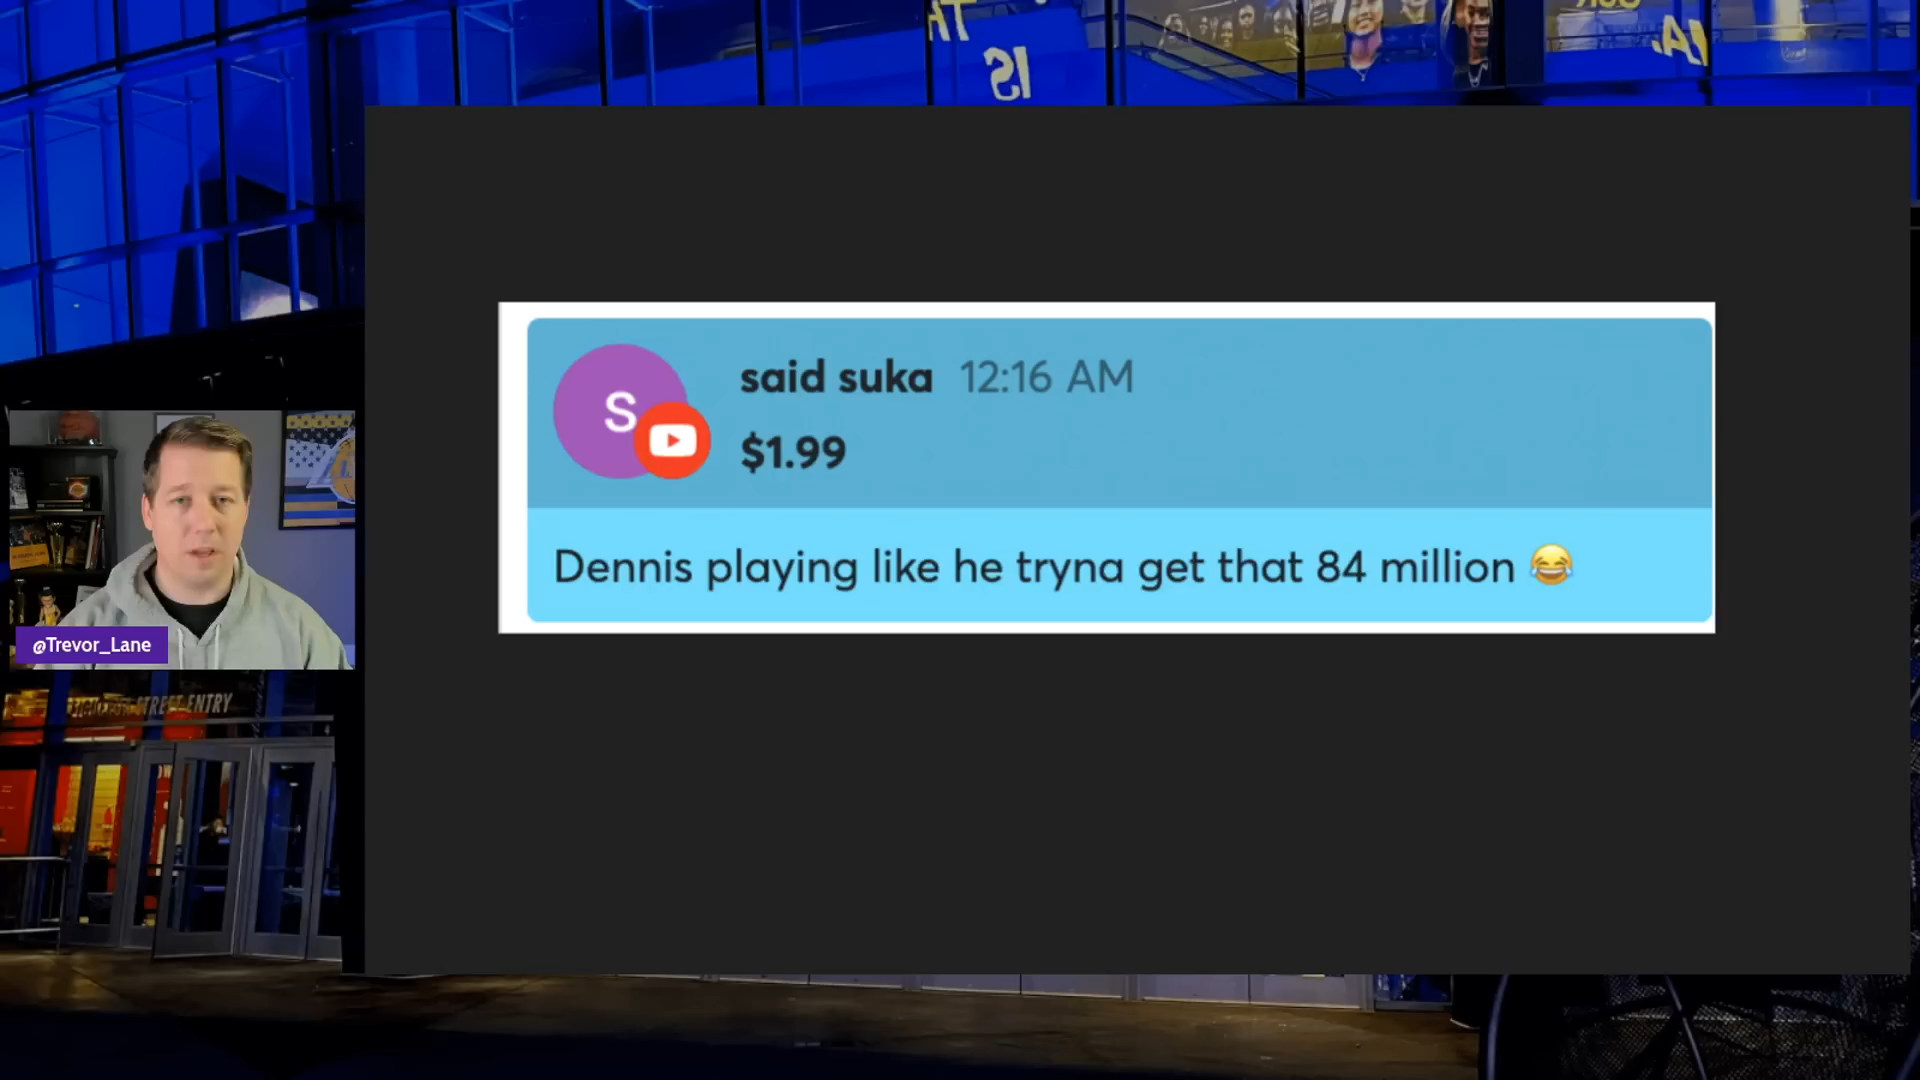 IS
said suka 12:16 AM
S
$1.99
Dennis playing like he tryna get that 84 million 😂
@Trevor_Lane
STREET ENTRY